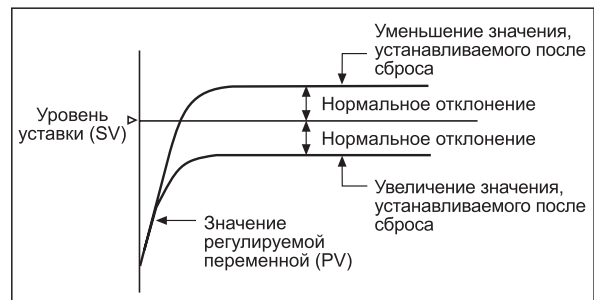 Уменьшение значения,
устанавливаемого после
сброса
Нормальное отклонение
Уровень
уставки (SV)
Нормальное отклонение
Увеличение значения,
устанавливаемого после
сброса
Значение
регулируемой
переменной (PV)